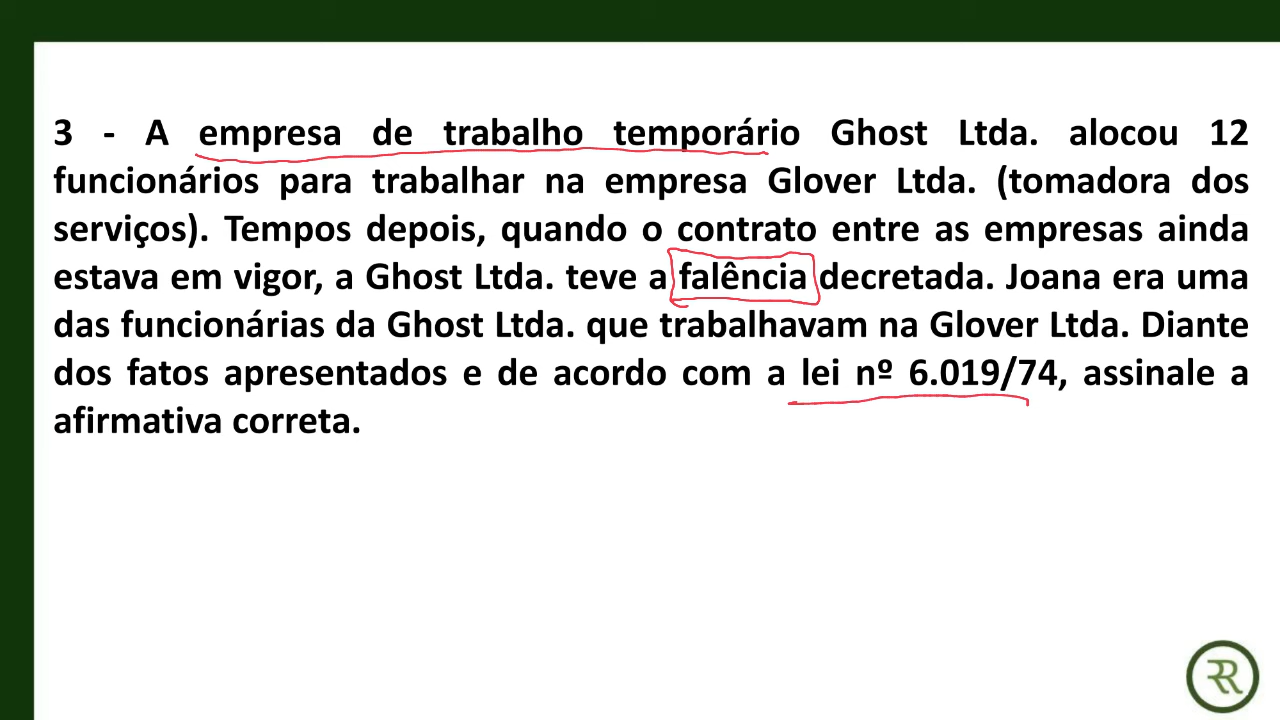 3 - A empresa de trabalho temporário Ghost Ltda. alocou 12
funcionários para trabalhar na empresa Glover Ltda. (tomadora dos
serviços). Tempos depois, quando o contrato entre as empresas ainda
estava em vigor, a Ghost Ltda. teve a falência decretada. Joana era uma
das funcionárias da Ghost Ltda. que trabalhavam na Glover Ltda. Diante
dos fatos apresentados e de acordo com a lei nº 6.019/74, assinale a
afirmativa correta.
RR